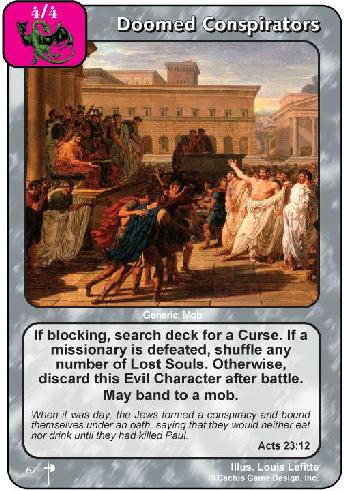 4/4
Doomed Conspirators
Generic, Mob
If blocking, search deck for a Curse. If a
missionary is defeated, shuffle any
number of Lost Souls. Otherwise,
discard this Evil Character after battle.
May band to a mob.
When it was day, the Jews formed a conspiracy and bound
themselves under an oath, saying that they would neither eat
nor drink until they had killed Paul.
Acts 23:12
Illus. Louis Lafitte
© Cactus Game Design, Inc.
67